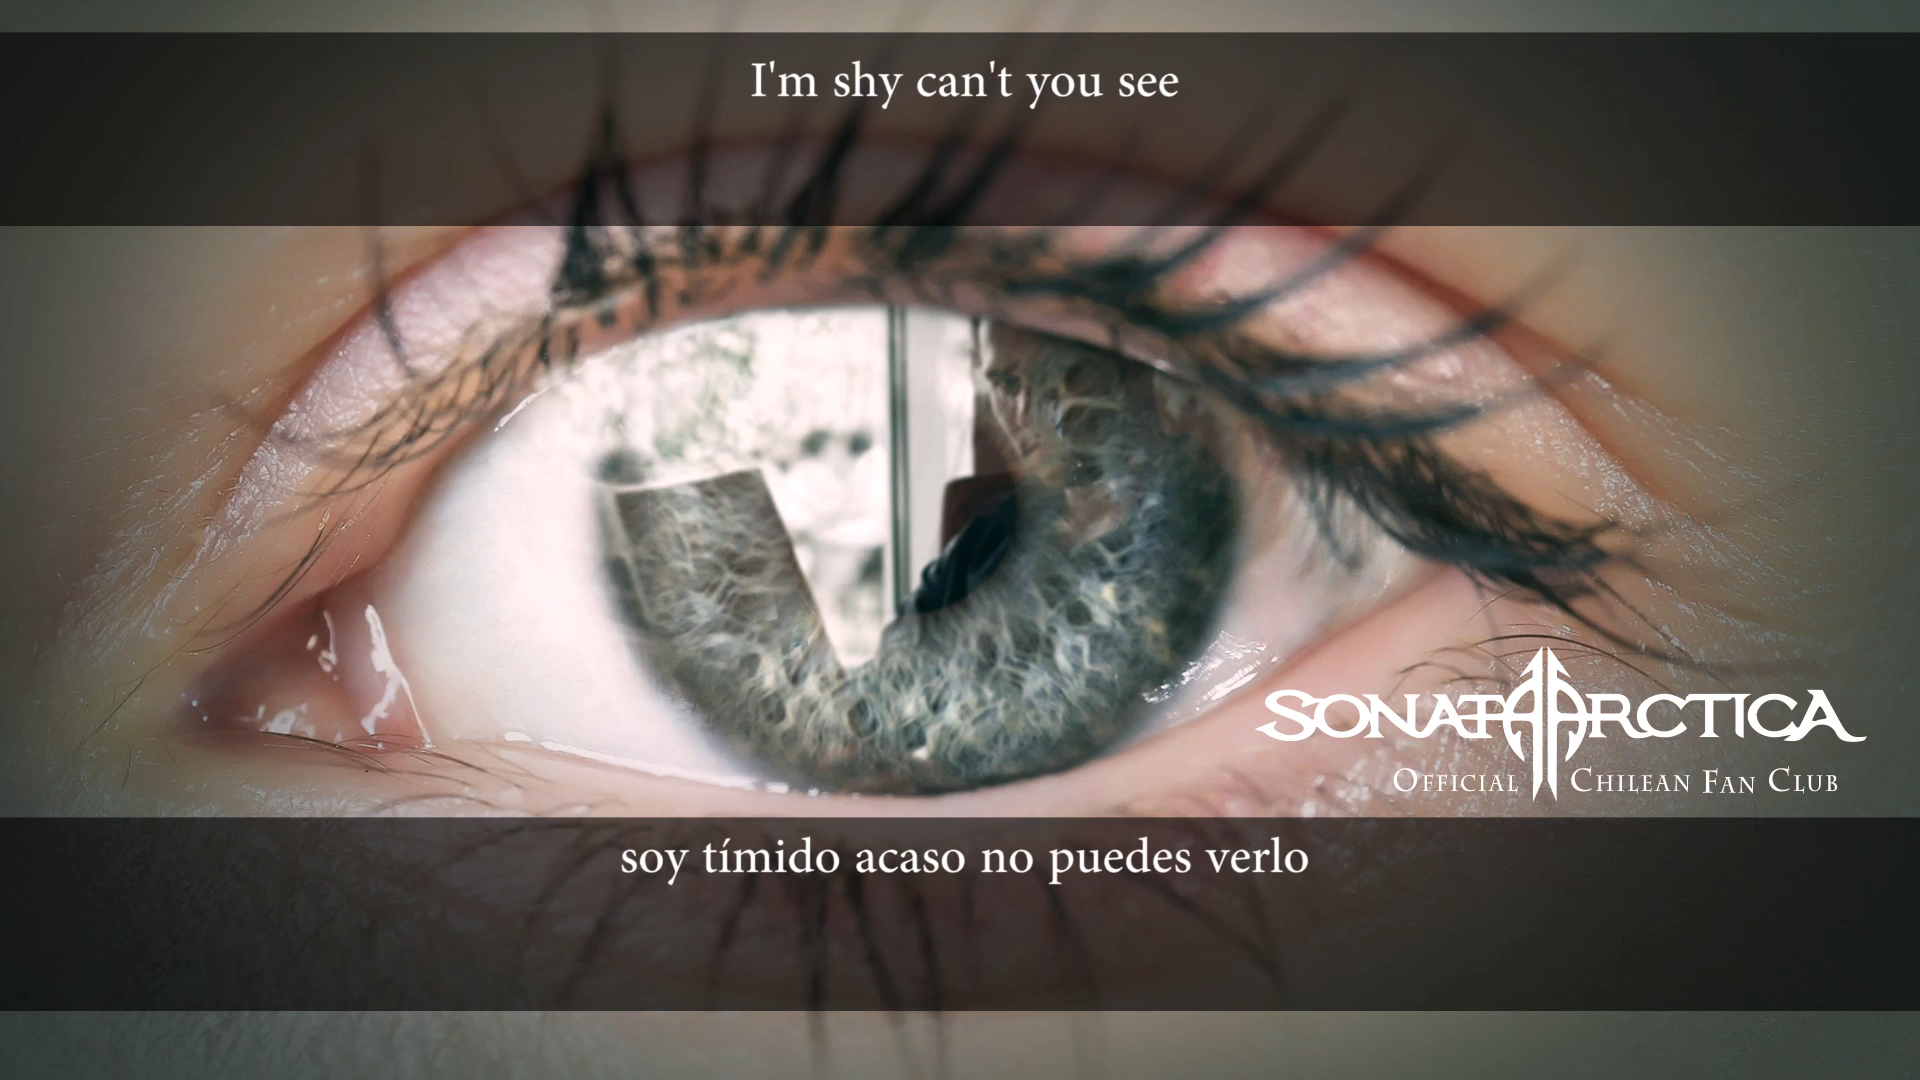 I'm shy can't you see
SONATA ARCTICA
OFFICIAL CHILEAN FAN CLUB
soy tímido acaso no puedes verlo